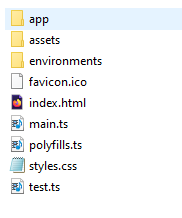 app
assets
environments
favicon.ico
index.html
main.ts
polyfills.ts
styles.css
test.ts